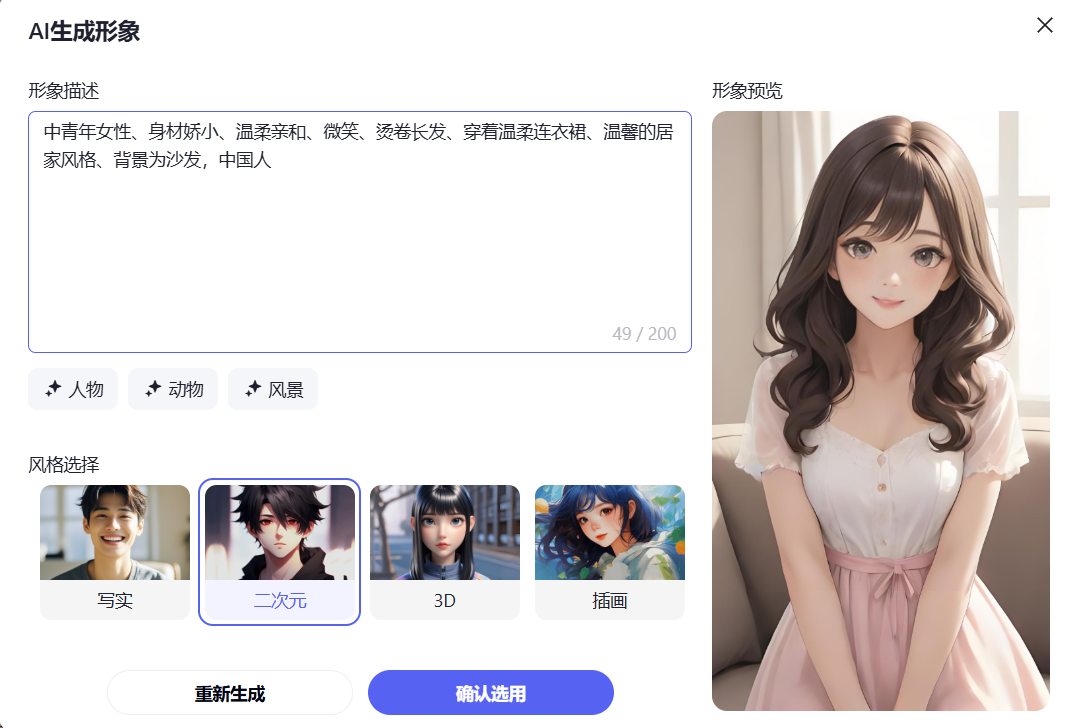 AI生成形象
形象描述
中青年女性、身材娇小、温柔亲和、微笑、烫卷长发、穿着温柔连衣裙、温馨的居
家风格、背景为沙发，中国人
49 / 200
人物
动物
风景
风格选择
写实
二次元
3D
插画
重新生成
确认选用
形象预览